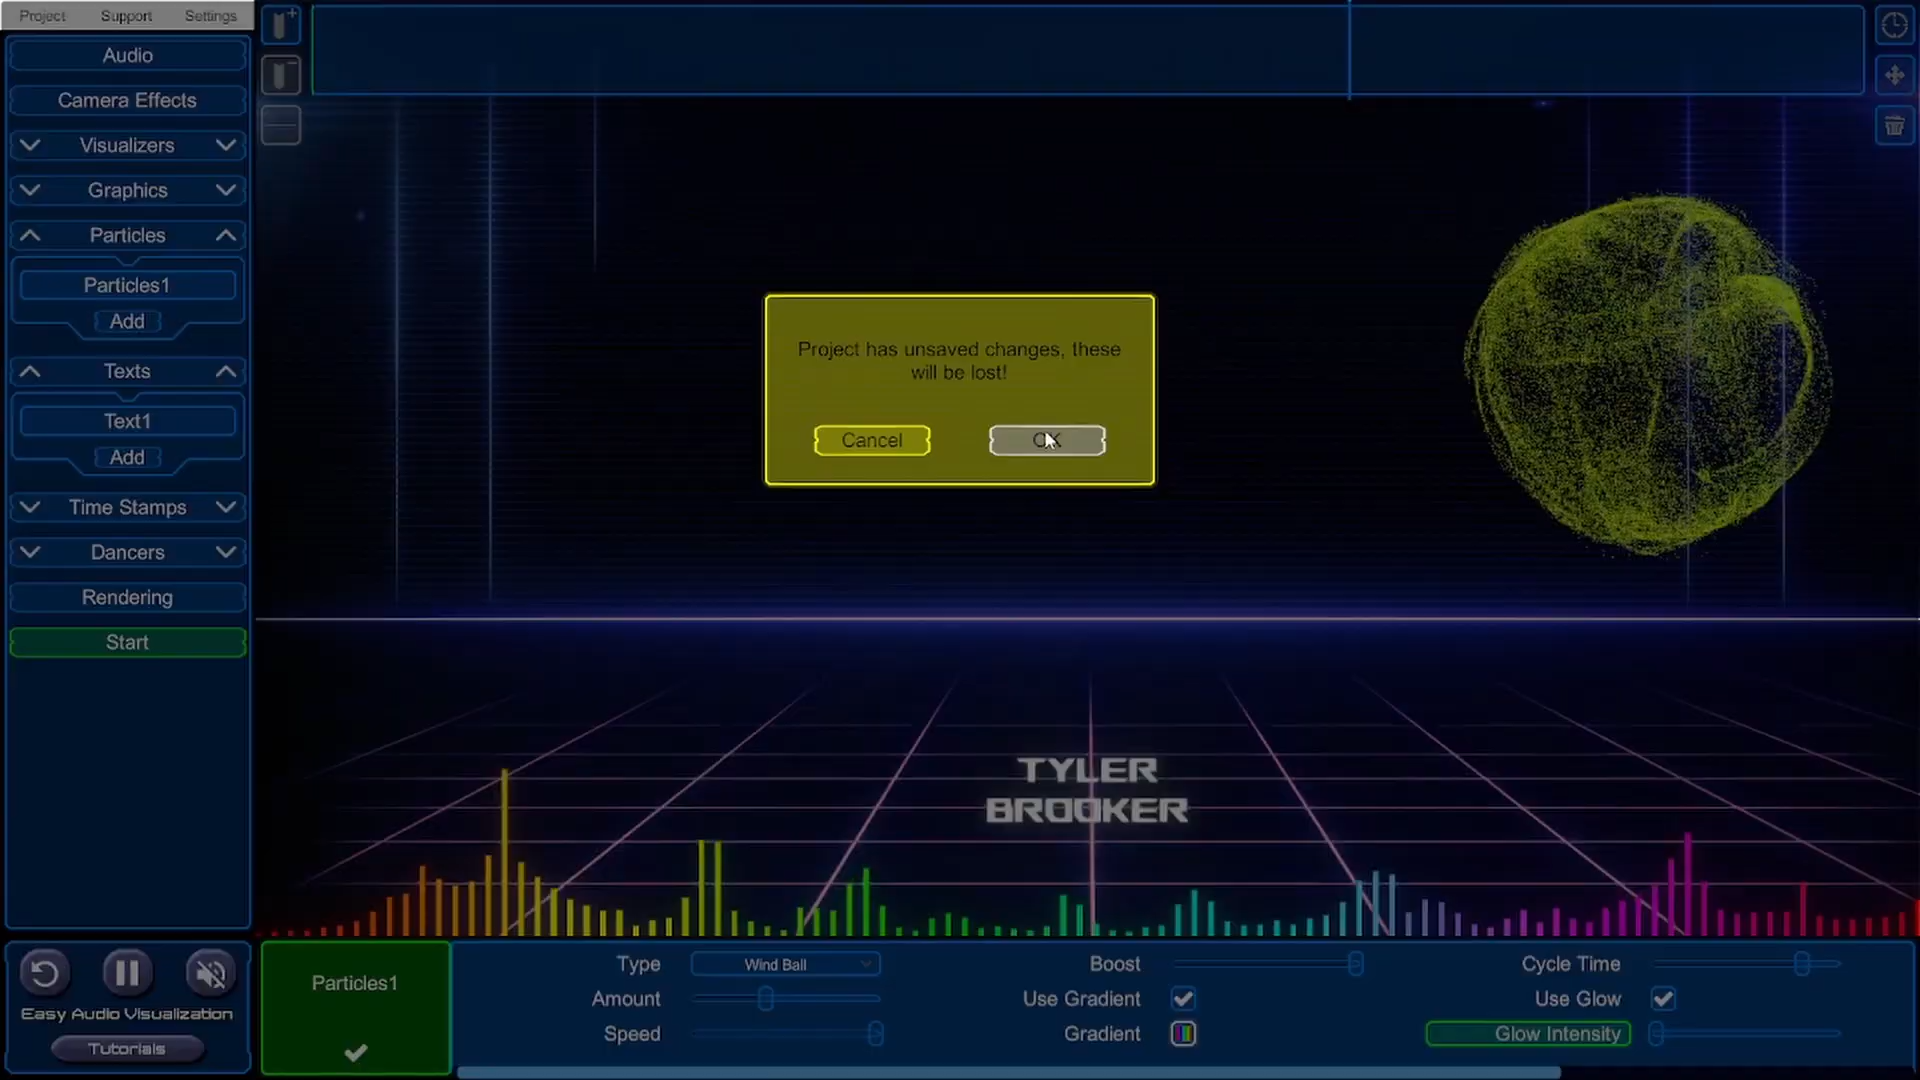 Project Support Settings
Audio
Camera Effects
Visualizers
Graphics
Particles
Particles1
Add
Texts
Text1
Add
Time Stamps
Dancers
Rendering
Start
Project has unsaved changes, these
will be lost!
Cancel OK
TYLER
BROOKER
Easy Audio Visualization
Tutorials
Particles1
Type Wind Ball
Amount
Speed
Boost
Use Gradient
Gradient
Cycle Time
Use Glow
Glow Intensity